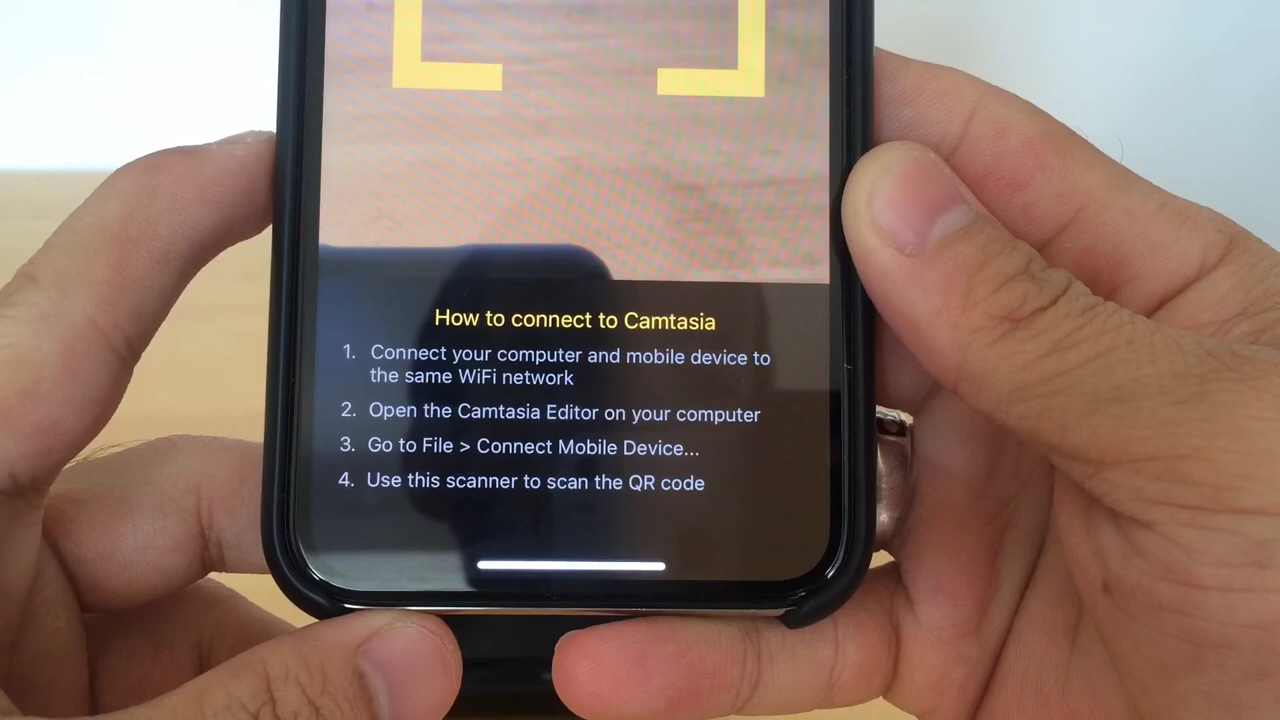 How to connect to Camtasia
1. Connect your computer and mobile device to
the same WiFi network
2. Open the Camtasia Editor on your computer
3. Go to File > Connect Mobile Device...
4. Use this scanner to scan the QR code